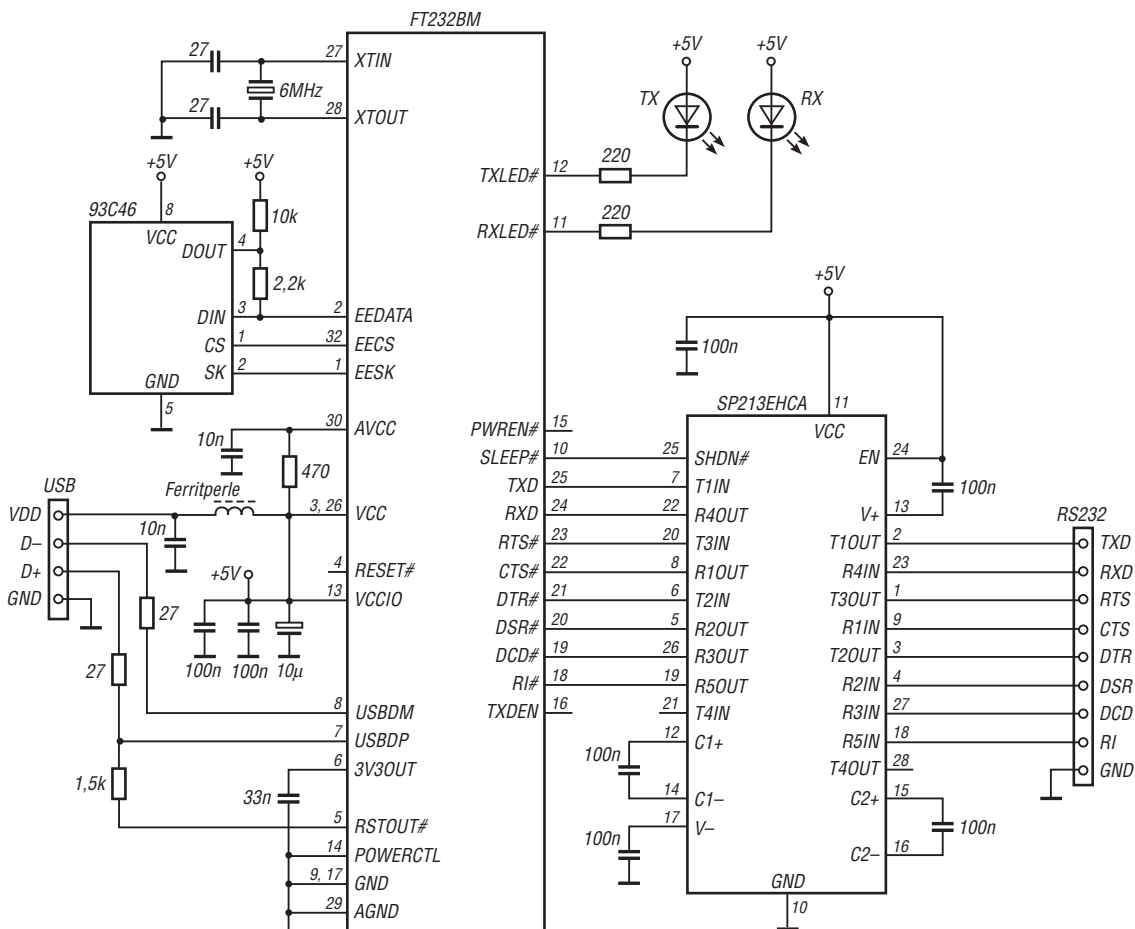 FT232BM
27
27
XTIN
6MHz
27
28
XTOUT
+5V
+5V
TX
RX
TXLED#
12
220
RXLED#
11
220
+5V
+5V
93C46
8
VCC
10k
DOUT
4
2,2k
DIN
3
2
EEDATA
CS
1
32
EECS
SK
2
1
EESK
GND
5
+5V
100n
SP213EHCA
11
VCC
30
AVCC
10n
470
USB
Ferritperle
VDD
D–
D+
GND
10n
3, 26
VCC
4
RESET#
+5V
13
VCCIO
27
100n
100n
10µ
27
8
USBDM
7
USBDP
6
3V3OUT
1,5k
33n
5
RSTOUT#
14
POWERCTL
9, 17
GND
29
AGND
PWREN#
15
SLEEP#
10
25
SHDN#
TXD
25
7
T1IN
RXD
24
22
R4OUT
RTS#
23
20
T3IN
CTS#
22
8
R1OUT
DTR#
21
6
T2IN
DSR#
20
5
R2OUT
DCD#
19
26
R3OUT
RI#
18
19
R5OUT
TXDEN
16
21
T4IN
12
C1+
100n
14
C1–
17
V–
100n
GND
10
EN
24
100n
V+
13
RS232
T1OUT
2
TXD
R4IN
23
RXD
T3OUT
1
RTS
R1IN
9
CTS
T2OUT
3
DTR
R2IN
4
DSR
R3IN
27
DCD
R5IN
18
RI
T4OUT
28
GND
C2+
15
100n
C2–
16